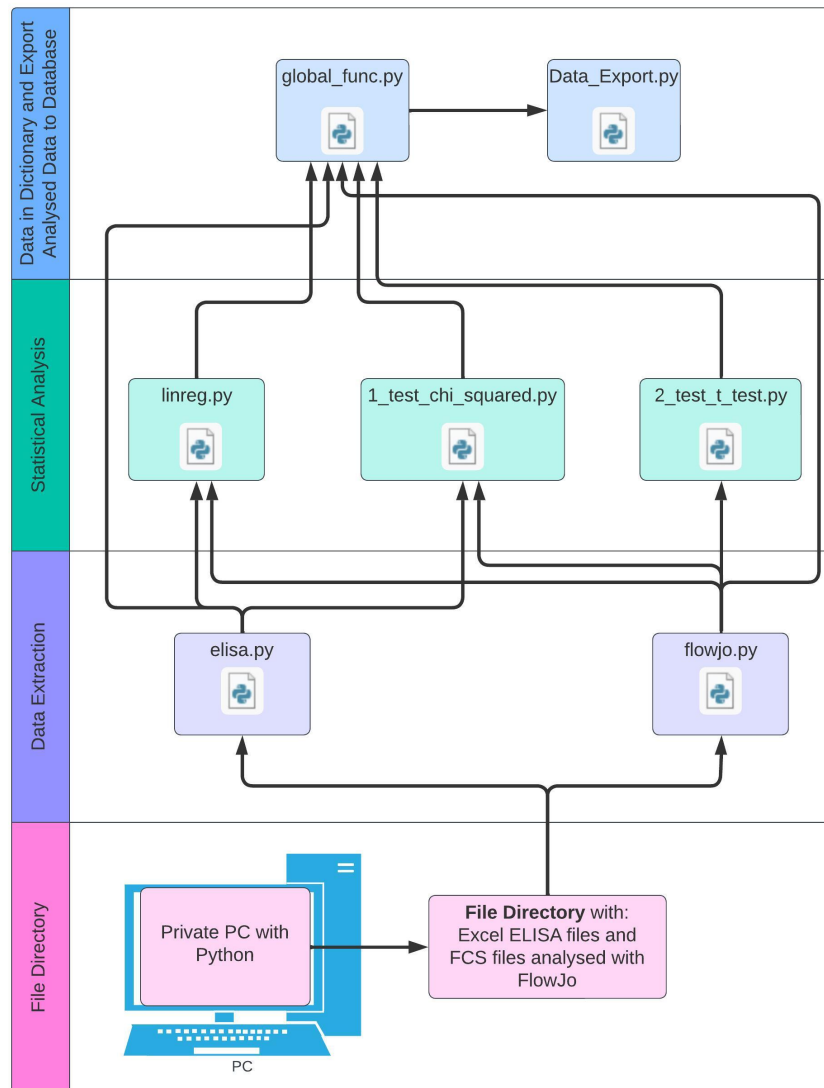 Data in Dictionary and Export
Analysed Data to Database
global_func.py
Data_Export.py
Statistical Analysis
linreg.py
1_test_chi_squared.py
2_test_t_test.py
Data Extraction
elisa.py
flowjo.py
File Directory
Private PC with
Python
File Directory with:
Excel ELISA files and
FCS files analysed with
FlowJo
PC